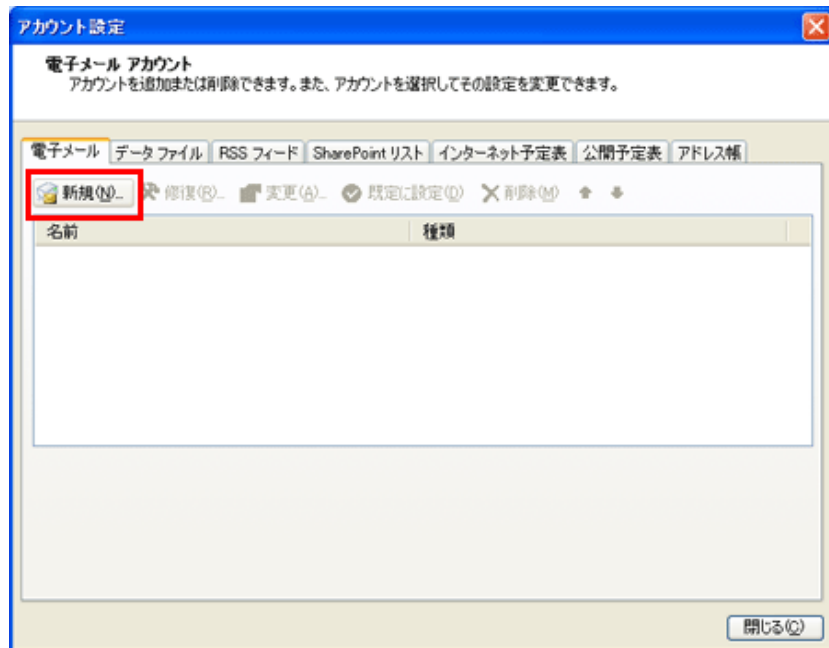 アカウント設定
電子メール アカウント
アカウントを追加または削除できます。また、アカウントを選択してその設定を変更できます。
電子メール データ ファイル RSS フィード SharePoint リスト インターネット予定表 公開予定表 アドレス帳
新規(N)... 修復(R)... 変更(A)... 既定に設定(D) 削除(M)
名前 種類
閉じる(C)